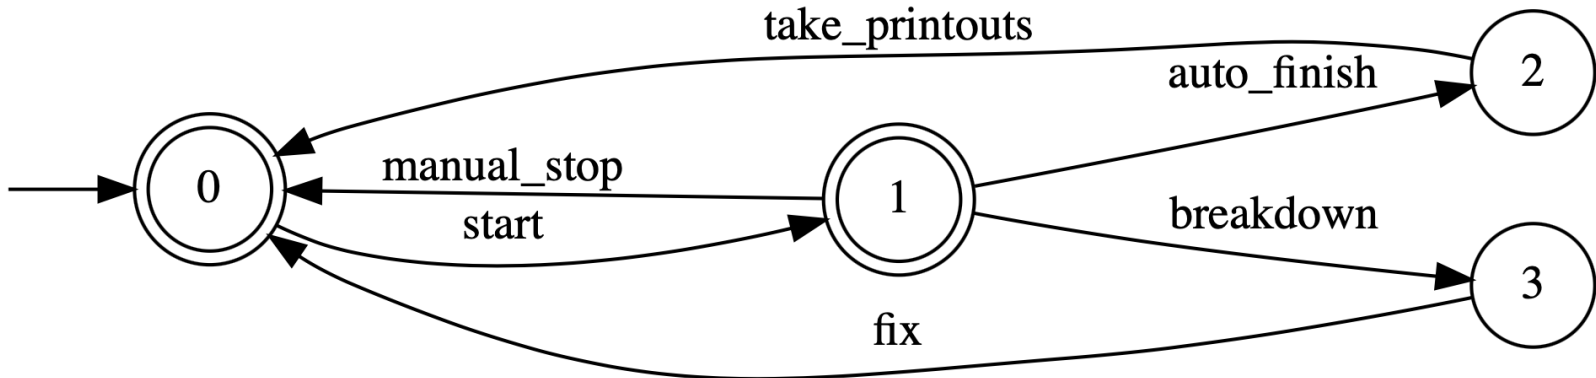 take_printouts
auto_finish
2
manual_stop
0
1
start
breakdown
3
fix